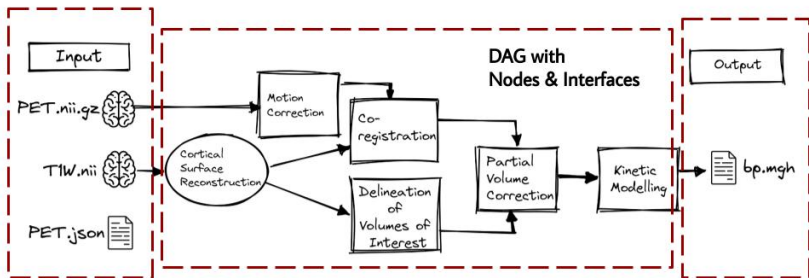 Input
PET.nii.gz
T1W.nii
PET.json
DAG with
Nodes & Interfaces
Motion
Correction
Cortical
Surface
Reconstruction
Co-
registration
Delineation
of
Volumes of
Interest
Partial
Volume
Correction
Kinetic
Modelling
Output
bp.mgh